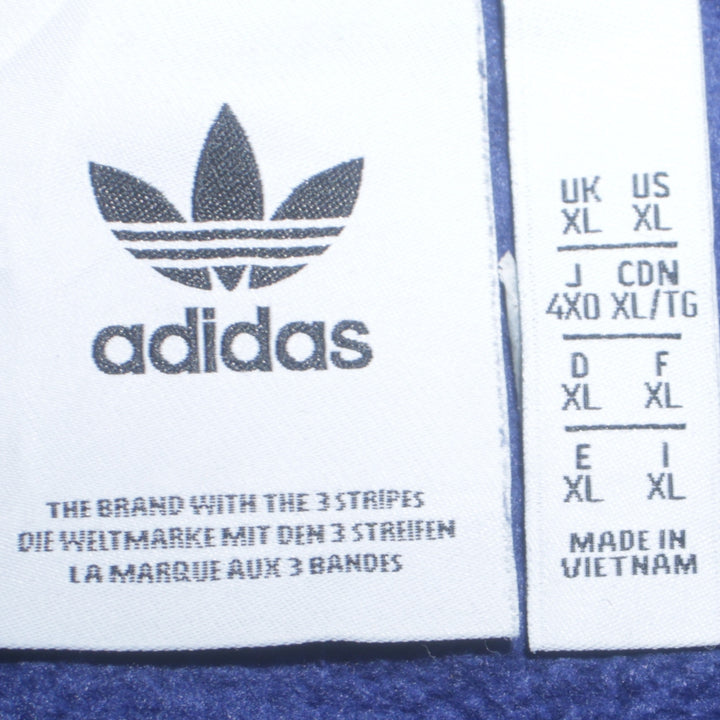 adidas
THE BRAND WITH THE 3 STRIPES
DIE WELTMARKE MIT DEN 3 STREIFEN
LA MARQUE AUX 3 BANDES
UK US
XL XL
J CDN
4XO XL/TG
D F
XL XL
E I
XL XL
MADE IN
VIETNAM